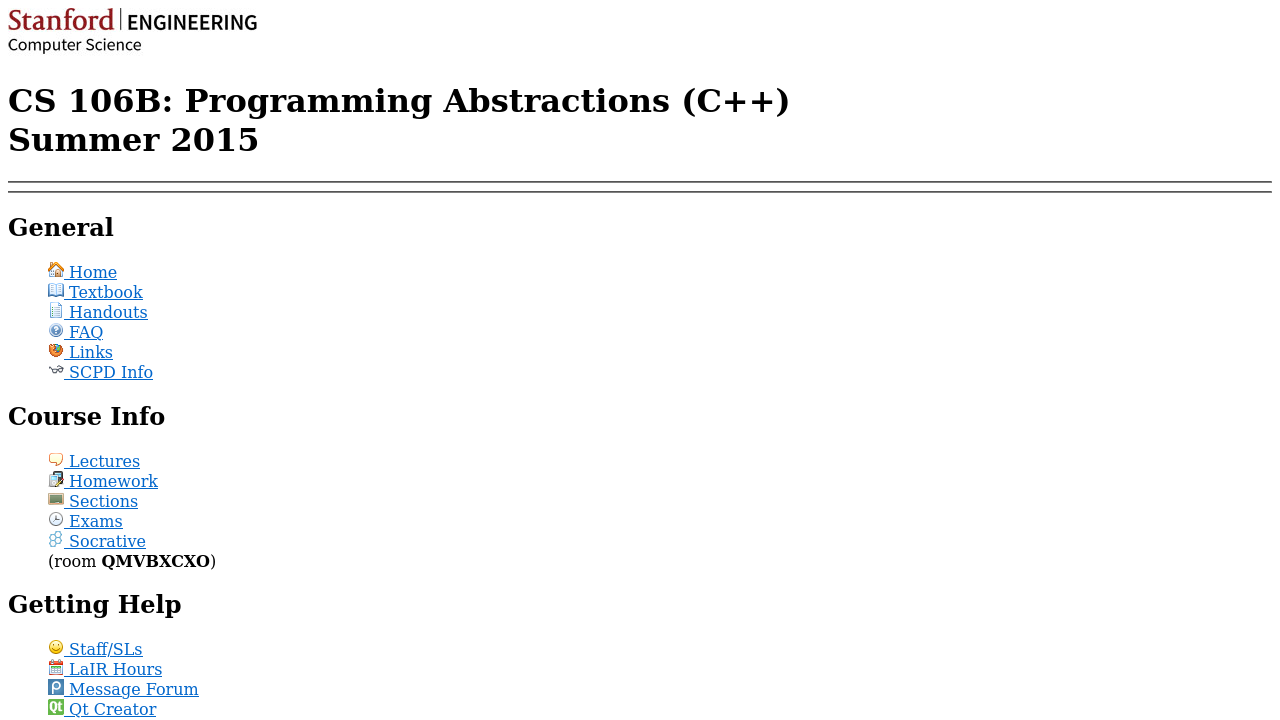 Stanford ENGINEERING
Computer Science
CS 106B: Programming Abstractions (C++)
Summer 2015
General
Home
Textbook
Handouts
FAQ
Links
SCPD Info
Course Info
Lectures
Homework
Sections
Exams
Socrative
(room QMVBXCXO)
Getting Help
Staff/SLs
LaIR Hours
Message Forum
Qt Creator